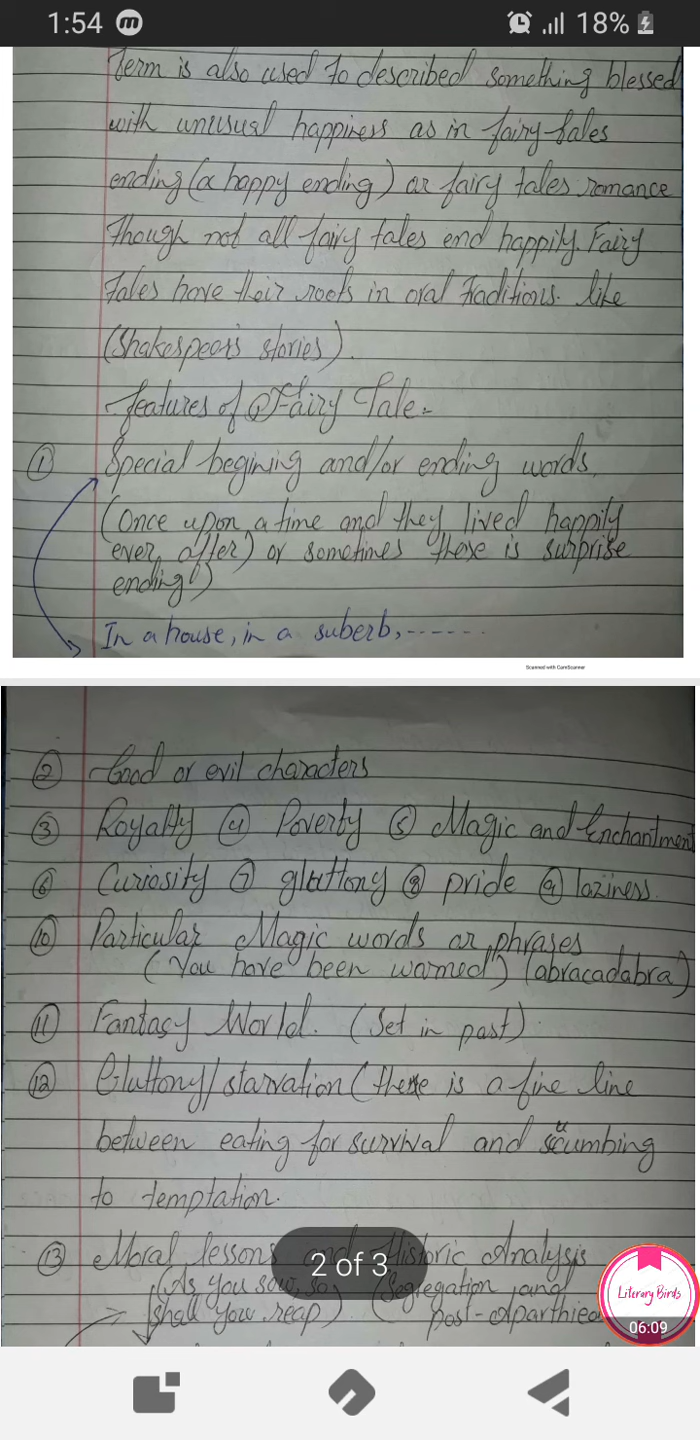 1:54 m 18%
term is also used to described something blessed
with unusual happiness as in fairy tales
ending (a happy ending) or fairy tales romance
though not all fairy tales end happily. Fairy
tales have their roots in oral traditions. like
(Shakespear's stories).
features of Fairy Tale:-
① Special begining and/or ending words.
(Once upon a time and they lived happily
ever after) or sometimes there is surprise
ending!)
In a house, in a suberb,------
Scanned with CamScanner
② Good or evil characters
③ Royalty ④ Poverty ⑤ Magic and Enchantment
⑥ Curiosity ⑦ gluttony ⑧ pride ⑨ laziness.
⑩ Particular Magic words or phrases
(You have been warned) (abracadabra)
⑪ Fantasy World. (Set in past)
⑫ Gluttony/starvation (there is a fine line
between eating for survival and
to temptation.
⑬ Moral lessons and Historic Analysis
2 of 3
(As you sow, so (Segregation and
shall you reap) post-Aparthied
Literary Birds
06:09